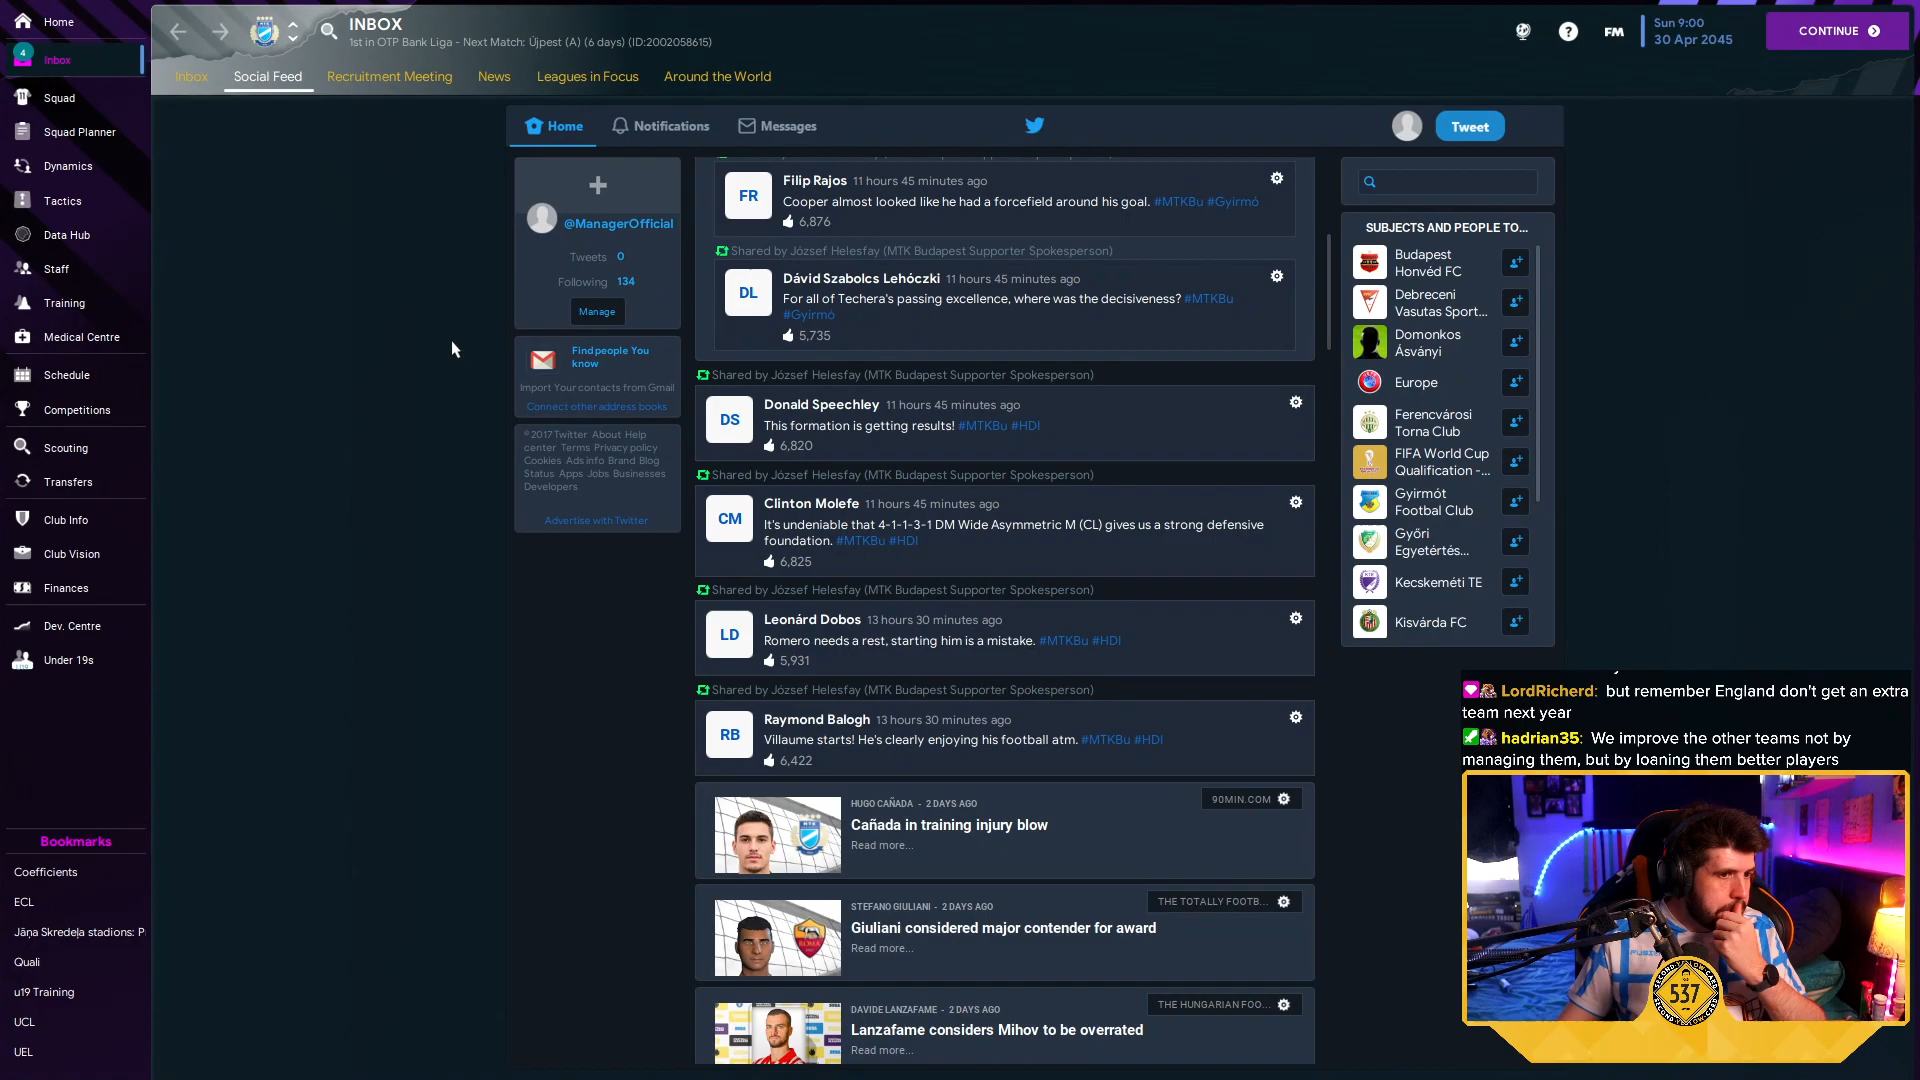 Home
4
Inbox
Squad
Squad Planner
Dynamics
Tactics
Data Hub
Staff
Training
Medical Centre
Schedule
Competitions
Scouting
Transfers
Club Info
Club Vision
Finances
Dev. Centre
Under 19s
Bookmarks
Coefficients
ECL
Jāņa Skredeļa stadions: P
Quali
u19 Training
UCL
UEL
INBOX
1st in OTP Bank Liga - Next Match: Újpest (A) (6 days) (ID:2002058615)
FM
Sun 9:00
30 Apr 2045
CONTINUE
Inbox
Social Feed
Recruitment Meeting
News
Leagues in Focus
Around the World
Home
Notifications
Messages
Tweet
@ManagerOfficial
Tweets 0
Following 134
Manage
Find people You
know
Import Your contacts from Gmail
Connect other address books
©2017 Twitter About Help
center Terms Privacy policy
Cookies Ads info Brand Blog
Status Apps Jobs Businesses
Developers
Advertise with Twitter
FR
Filip Rajos 11 hours 45 minutes ago
Cooper almost looked like he had a forcefield around his goal. #MTKBu #Gyirmó
6,876
Shared by József Helesfay (MTK Budapest Supporter Spokesperson)
DL
Dávid Szabolcs Lehóczki 11 hours 45 minutes ago
For all of Techera's passing excellence, where was the decisiveness? #MTKBu
#Gyirmó
5,735
Shared by József Helesfay (MTK Budapest Supporter Spokesperson)
DS
Donald Speechley 11 hours 45 minutes ago
This formation is getting results! #MTKBu #HDI
6,820
Shared by József Helesfay (MTK Budapest Supporter Spokesperson)
CM
Clinton Molefe 11 hours 45 minutes ago
It's undeniable that 4-1-1-3-1 DM Wide Asymmetric M (CL) gives us a strong defensive
foundation. #MTKBu #HDI
6,825
Shared by József Helesfay (MTK Budapest Supporter Spokesperson)
LD
Leonárd Dobos 13 hours 30 minutes ago
Romero needs a rest, starting him is a mistake. #MTKBu #HDI
5,931
Shared by József Helesfay (MTK Budapest Supporter Spokesperson)
RB
Raymond Balogh 13 hours 30 minutes ago
Villaume starts! He's clearly enjoying his football atm. #MTKBu #HDI
6,422
HUGO CAÑADA - 2 DAYS AGO
90MIN.COM
Cañada in training injury blow
Read more...
STEFANO GIULIANI - 2 DAYS AGO
THE TOTALLY FOOTB...
Giuliani considered major contender for award
Read more...
DAVIDE LANZAFAME - 2 DAYS AGO
THE HUNGARIAN FOO...
Lanzafame considers Mihov to be overrated
Read more...
SUBJECTS AND PEOPLE TO...
Budapest
Honvéd FC
Debreceni
Vasutas Sport...
Domonkos
Ásványi
Europe
Ferencvárosi
Torna Club
FIFA World Cup
Qualification -...
Gyirmót
Footbal Club
Győri
Egyetértés...
Kecskeméti TE
Kisvárda FC
LordRicherd: but remember England don't get an extra
team next year
hadrian35: We improve the other teams not by
managing them, but by loaning them better players
537